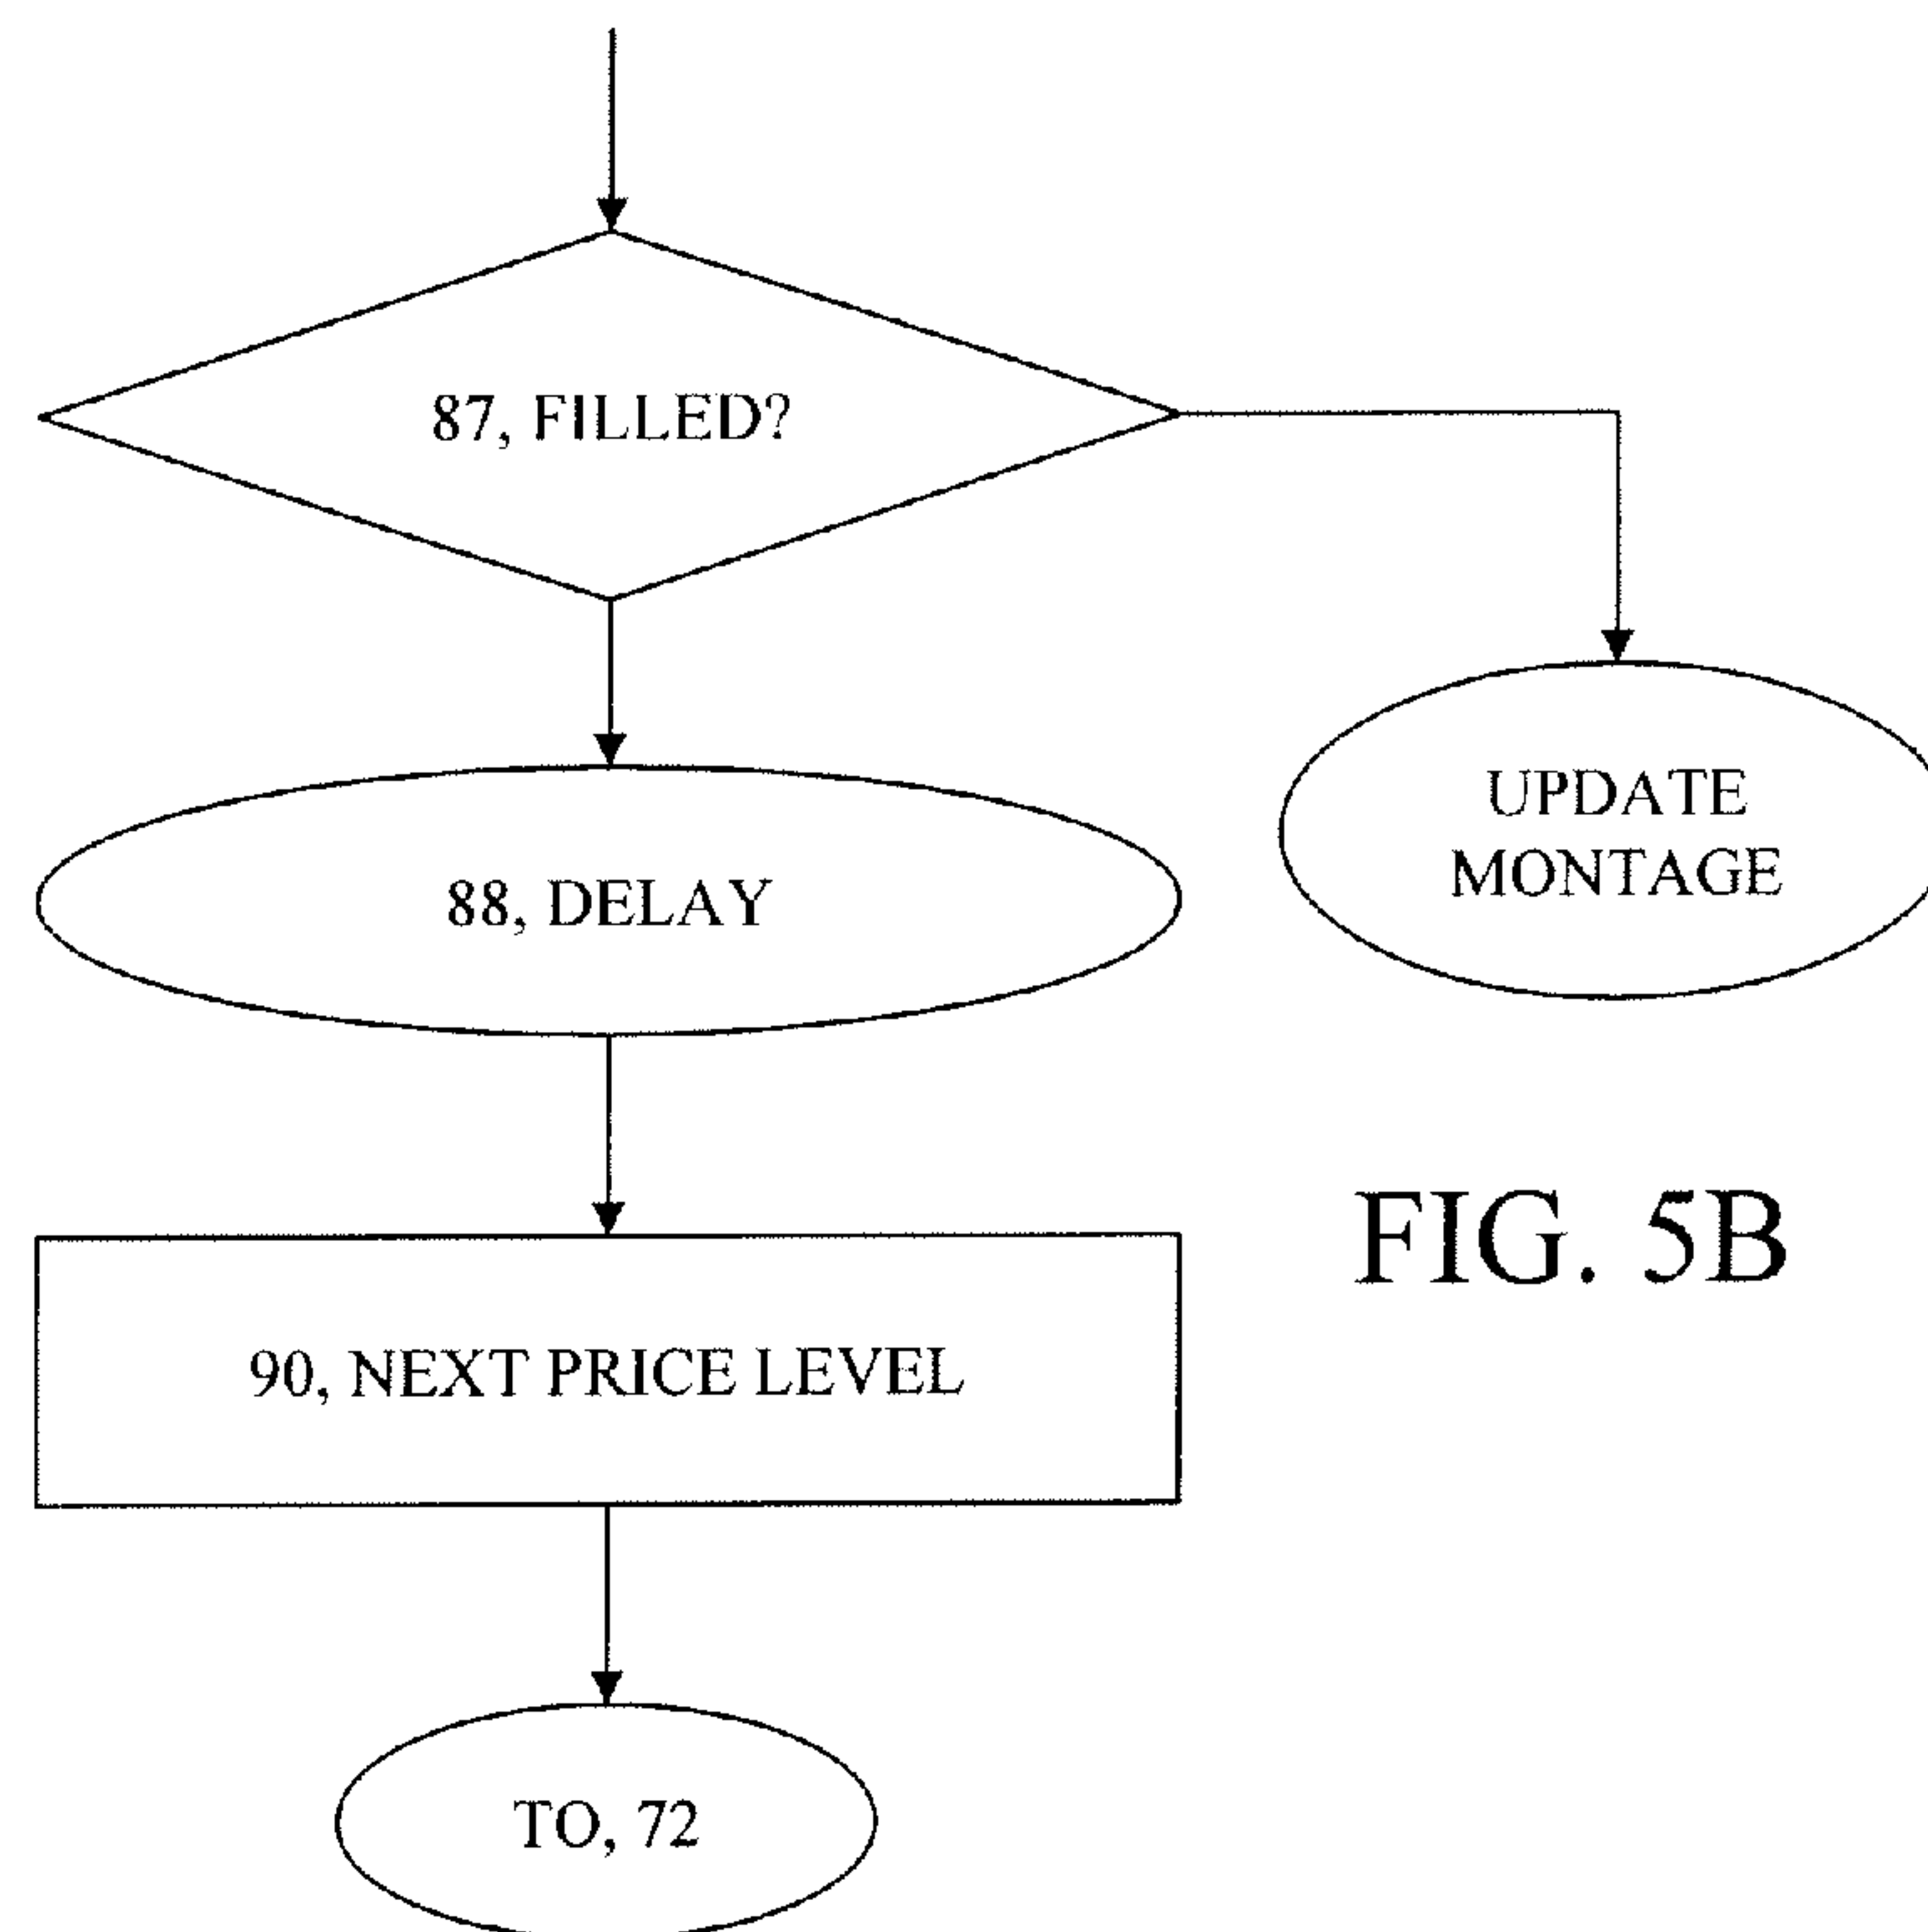 87, FILLED?
UPDATE
MONTAGE
88, DELAY
FIG. 5B
90, NEXT PRICE LEVEL
TO, 72